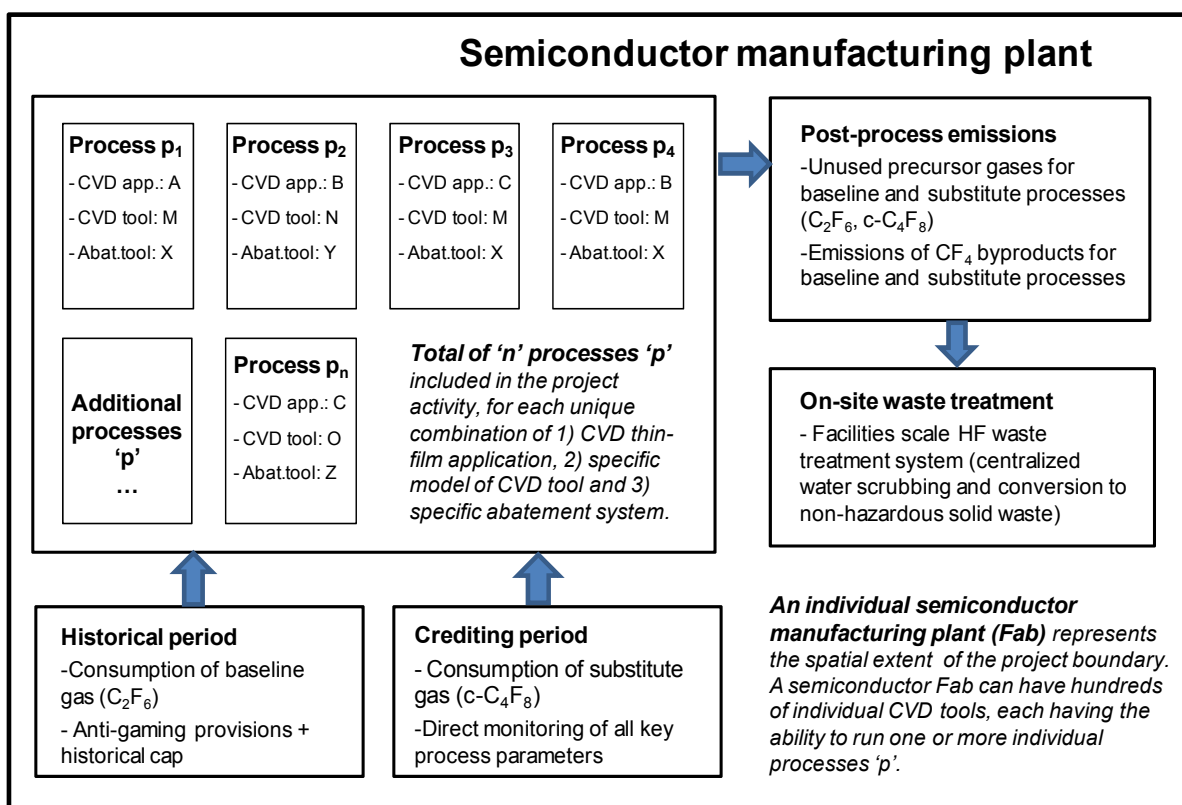 Semiconductor manufacturing plant
Process p₁
- CVD app.: A
- CVD tool: M
- Abat.tool: X
Process p₂
- CVD app.: B
- CVD tool: N
- Abat.tool: Y
Process p₃
- CVD app.: C
- CVD tool: M
- Abat.tool: X
Process p₄
- CVD app.: B
- CVD tool: M
- Abat.tool: X
Additional
processes
‘p’
...
Process pₙ
- CVD app.: C
- CVD tool: O
- Abat.tool: Z
Total of ‘n’ processes ‘p’
included in the project
activity, for each unique
combination of 1) CVD thin-
film application, 2) specific
model of CVD tool and 3)
specific abatement system.
Post-process emissions
-Unused precursor gases for
baseline and substitute processes
(C₂F₆, c-C₄F₈)
-Emissions of CF₄ byproducts for
baseline and substitute processes
On-site waste treatment
- Facilities scale HF waste
treatment system (centralized
water scrubbing and conversion to
non-hazardous solid waste)
Historical period
-Consumption of baseline
gas (C₂F₆)
- Anti-gaming provisions +
historical cap
Crediting period
- Consumption of substitute
gas (c-C₄F₈)
-Direct monitoring of all key
process parameters
An individual semiconductor
manufacturing plant (Fab) represents
the spatial extent of the project boundary.
A semiconductor Fab can have hundreds
of individual CVD tools, each having the
ability to run one or more individual
processes ‘p’.